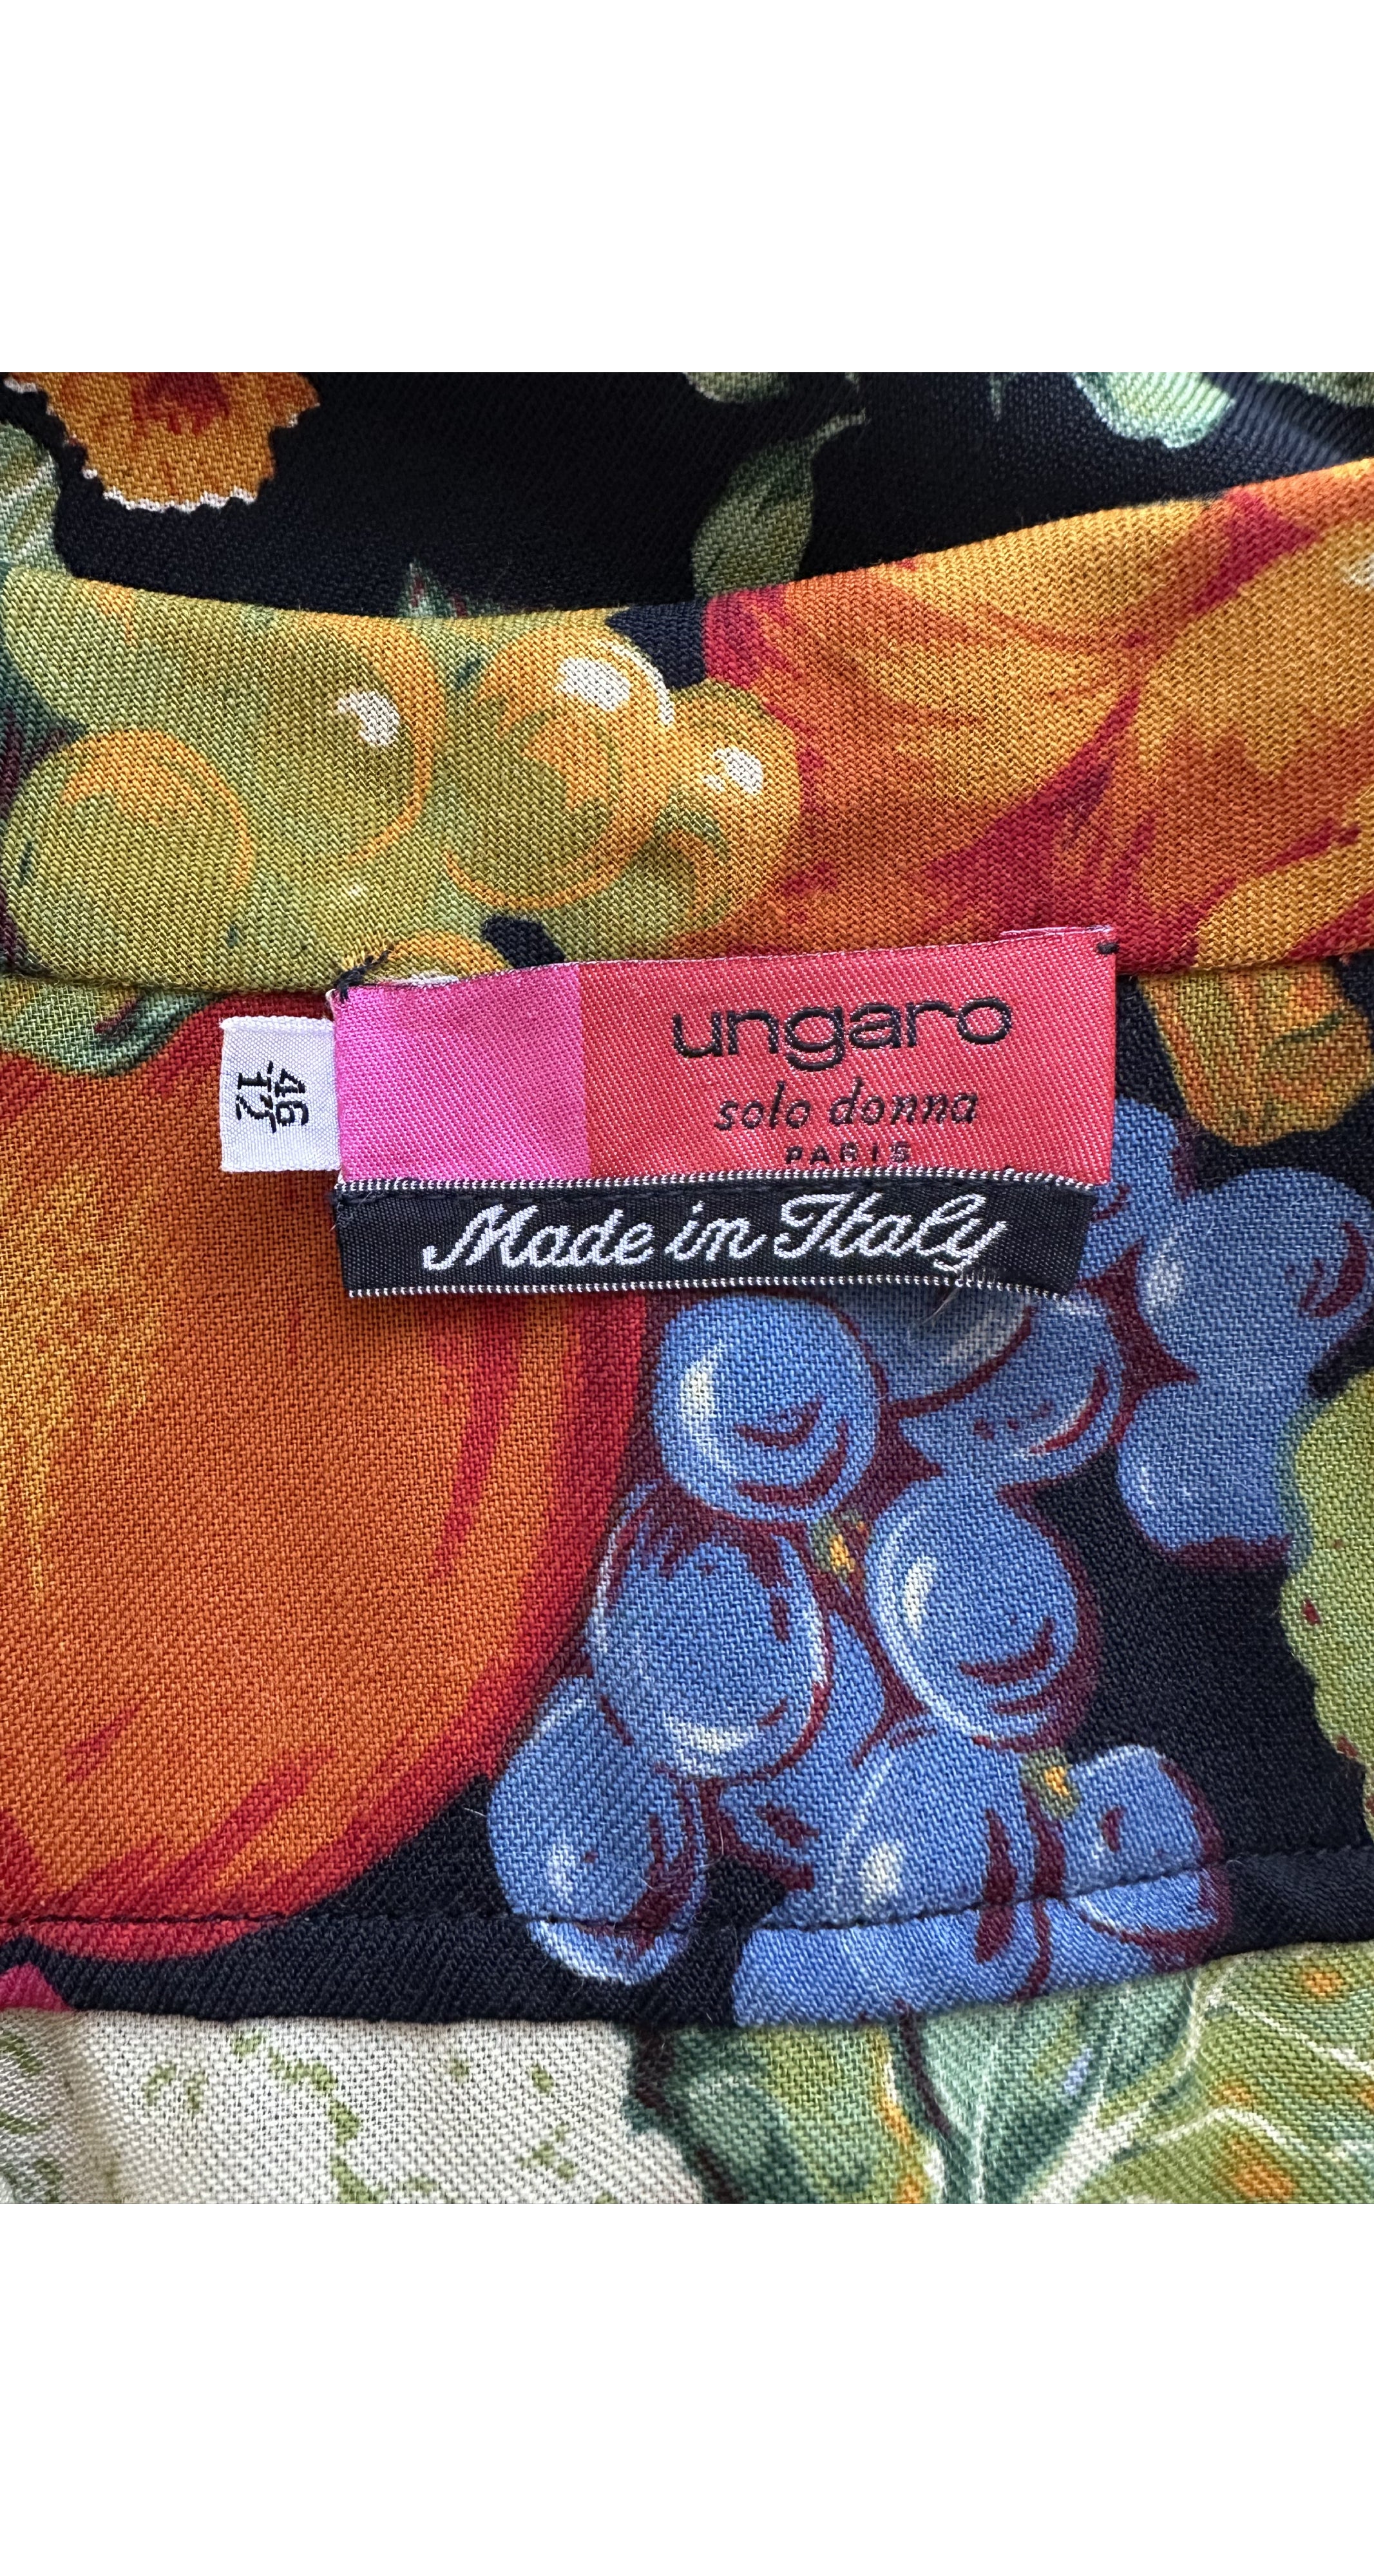 ungaro
solo donna
PARIS
Made in Italy
46
12